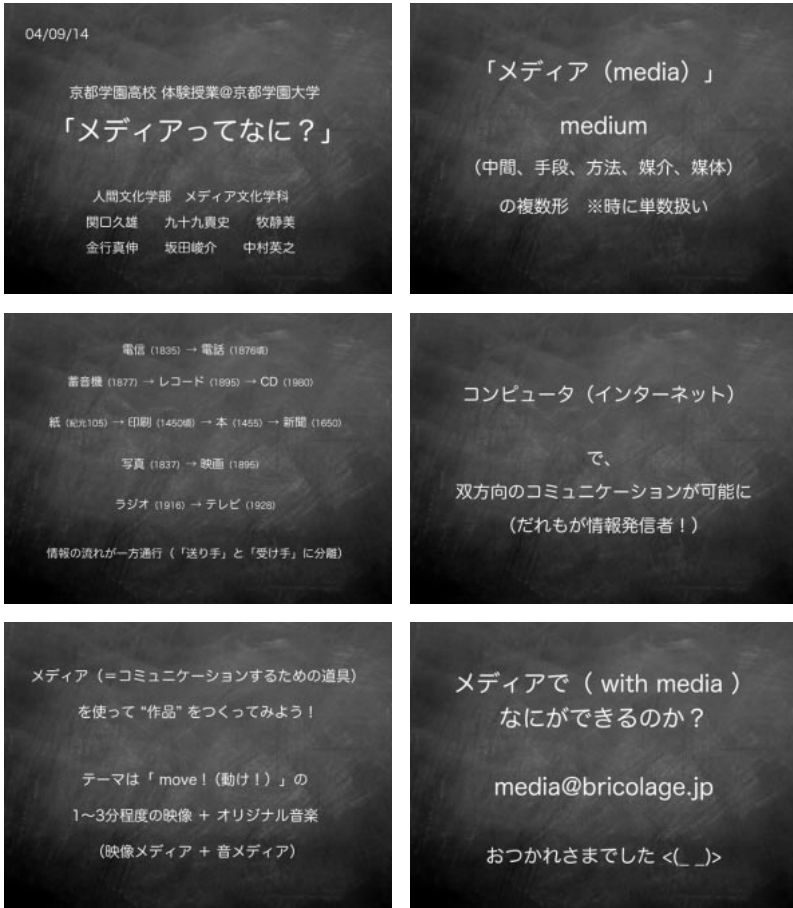 04/09/14
京都学園高校 体験授業@京都学園大学
「メディアってなに？」
人間文化学部　メディア文化学科
関口久雄　九十九貢史　牧静美
金行真伸　坂田峻介　中村英之
「メディア（media）」
medium
（中間、手段、方法、媒介、媒体）
の複数形　※時に単数扱い
電信（1835）→ 電話（1876頃）
蓄音機（1877）→ レコード（1895）→ CD（1980）
紙（紀元105）→ 印刷（1450頃）→ 本（1455）→ 新聞（1650）
写真（1837）→ 映画（1895）
ラジオ（1916）→ テレビ（1928）
情報の流れが一方通行（「送り手」と「受け手」に分離）
コンピュータ（インターネット）
で、
双方向のコミュニケーションが可能に
（だれもが情報発信者！）
メディア（＝コミュニケーションするための道具）
を使って “作品” をつくってみよう！
テーマは「 move！（動け！）」の
1〜3分程度の映像 ＋ オリジナル音楽
（映像メディア ＋ 音メディア）
メディアで（ with media ）
なにができるのか？
media@bricolage.jp
おつかれさまでした <(_ _)>